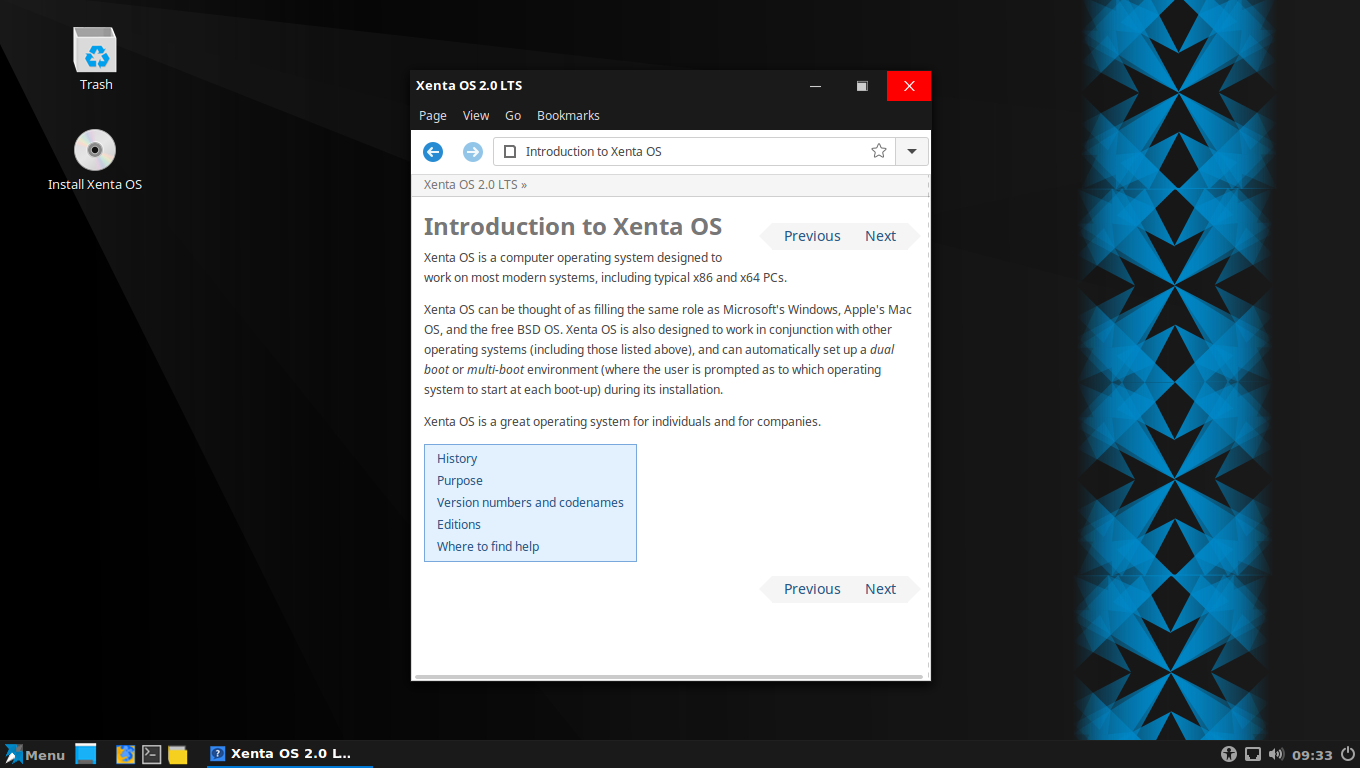 Trash
Install Xenta OS
Xenta OS 2.0 LTS
Page View Go Bookmarks
Introduction to Xenta OS
Xenta OS 2.0 LTS »
Introduction to Xenta OS
Previous Next
Xenta OS is a computer operating system designed to
work on most modern systems, including typical x86 and x64 PCs.
Xenta OS can be thought of as filling the same role as Microsoft's Windows, Apple's Mac
OS, and the free BSD OS. Xenta OS is also designed to work in conjunction with other
operating systems (including those listed above), and can automatically set up a dual
boot or multi-boot environment (where the user is prompted as to which operating
system to start at each boot-up) during its installation.
Xenta OS is a great operating system for individuals and for companies.
History
Purpose
Version numbers and codenames
Editions
Where to find help
Previous Next
Menu
Xenta OS 2.0 L...
09:33